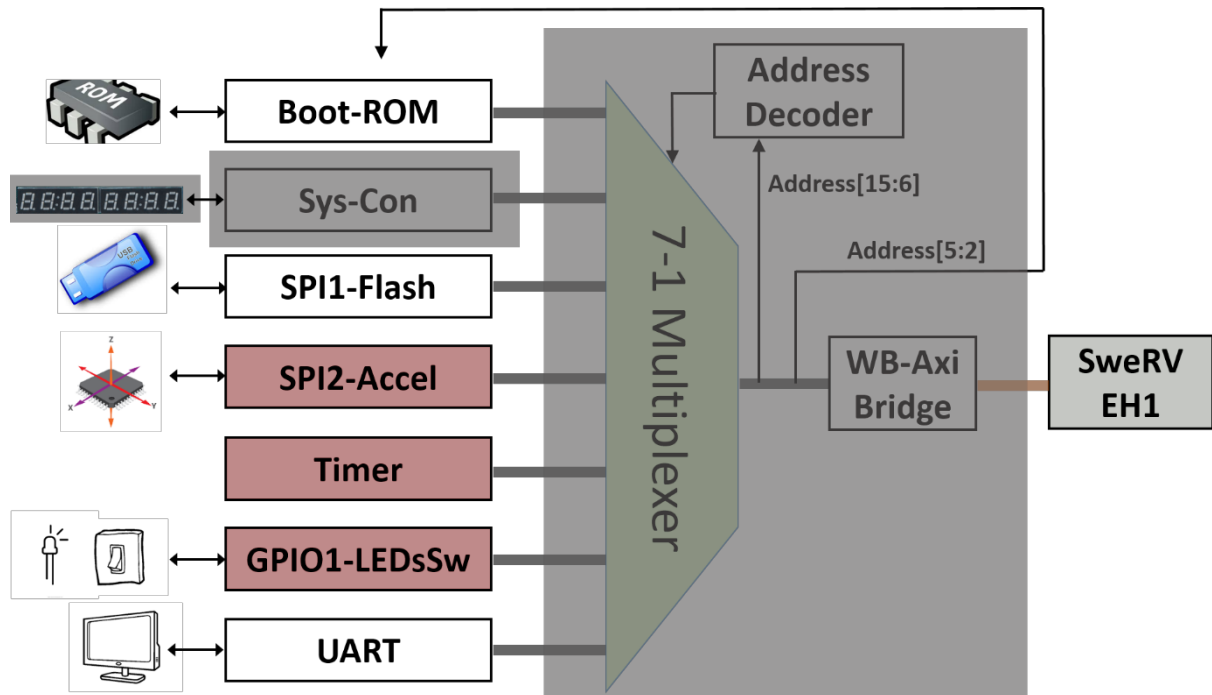 ROM
Boot-ROM
Address
Decoder
Sys-Con
Address[15:6]
USB
Address[5:2]
SPI1-Flash
7-1 Multiplexer
Z
SPI2-Accel
X
Y
WB-Axi
Bridge
SweRV
EH1
Timer
GPIO1-LEDsSw
UART